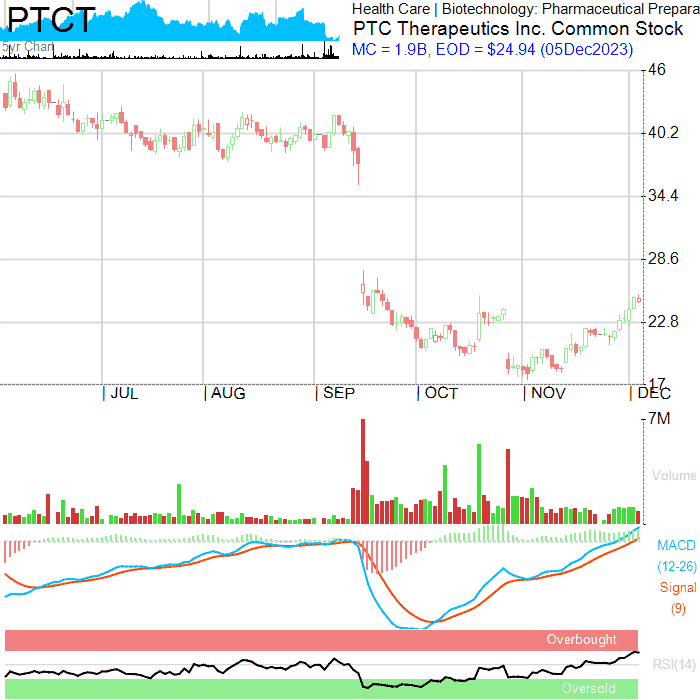 PTCT
5yr Chart
Health Care | Biotechnology: Pharmaceutical Prepara
PTC Therapeutics Inc. Common Stock
MC = 1.9B, EOD = $24.94 (05Dec2023)
46
40.2
34.4
28.6
22.8
17
| JUL | AUG | SEP | OCT | NOV | DEC
7M
Volume
MACD
(12-26)
Signal
(9)
Overbought
RSI(14)
Oversold